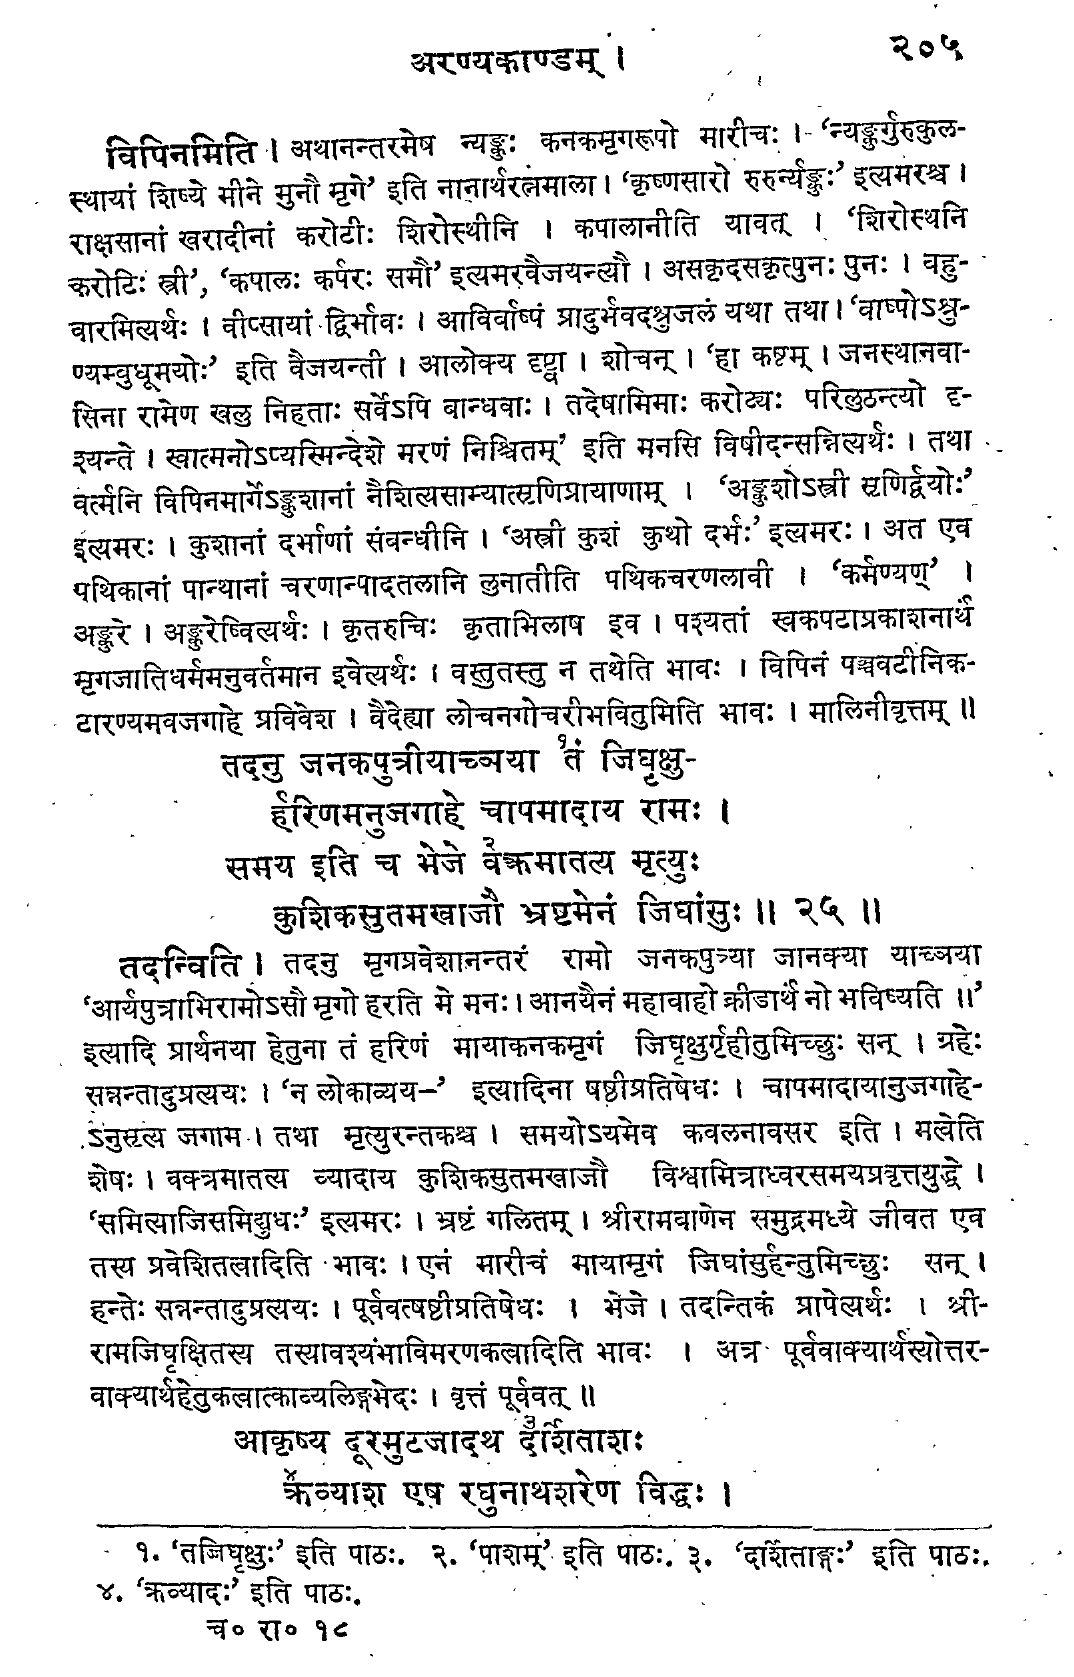 अरण्यकाण्डम् ।
२०५
विपिनमिति । अथानन्तरमेष न्यङ्कुः कनकमृगरूपो मारीचः । ‘न्यङ्कुर्गुरुकुल-
स्थायां शिष्ये मीने मुनौ मृगे’ इति नानार्थरत्नमाला । ‘कृष्णसारो रुरुर्न्यङ्कुः’ इत्यमरश्च ।
राक्षसानां खरादीनां करोटीः शिरोस्थीनि । कपालानीति यावत् । ‘शिरोस्थनि
करोटिः स्त्री’, ‘कपालः कर्परः समौ’ इत्यमरवैजयन्त्यौ । असकृदसकृत्पुनः पुनः । बहु-
वारमित्यर्थः । वीप्सायां द्विर्भावः । आविर्बाष्पं प्रादुर्भवदश्रुजलं यथा तथा । ‘बाष्पोऽश्रु-
ण्यम्बुधूमयोः’ इति वैजयन्ती । आलोक्य दृष्ट्वा । शोचन् । ‘हा कष्टम् । जनस्थानवा-
सिना रामेण खलु निहताः सर्वेऽपि बान्धवाः । तदेषामिमाः करोट्यः परिलुठन्त्यो दृ-
श्यन्ते । स्वात्मनोऽप्यस्मिन्देशे मरणं निश्चितम्’ इति मनसि विषीदन्सन्नित्यर्थः । तथा
वर्त्मनि विपिनमार्गेऽङ्कुशानां नैशित्यसाम्यात्सृणिप्रायाणाम् । ‘अङ्कुशोऽस्त्री सृणिर्द्वयोः’
इत्यमरः । कुशानां दर्भाणां संबन्धीनि । ‘अस्त्री कुशं कुथो दर्भः’ इत्यमरः । अत एव
पथिकानां पान्थानां चरणान्पादतलानि लुनातीति पथिकचरणलावी । ‘कर्मण्यण्’ ।
अङ्कुरे । अङ्कुरेष्वित्यर्थः । कृतरुचिः कृताभिलाष इव । पश्यतां स्वकपटाप्रकाशनार्थं
मृगजातिधर्ममनुवर्तमान इवेत्यर्थः । वस्तुतस्तु न तथेति भावः । विपिनं पञ्चवटीनिक-
टारण्यमवजगाहे प्रविवेश । वैदेह्या लोचनगोचरीभवितुमिति भावः । मालिनीवृत्तम् ॥
तदनु जनकपुत्रीयाच्ञया १तं जिघृक्षु-
र्हरिणमनुजगाहे चापमादाय रामः ।
समय इति च भेजे २वक्त्रमातत्य मृत्युः
कुशिकसुतमखाजौ भ्रष्टमेनं जिघांसुः ॥ २५ ॥
तदन्विति । तदनु मृगप्रवेशानन्तरं रामो जनकपुत्र्या जानक्या याच्ञया
‘आर्यपुत्राभिरामोऽसौ मृगो हरति मे मनः । आनयैनं महाबाहो क्रीडार्थं नो भविष्यति ॥’
इत्यादि प्रार्थनया हेतुना तं हरिणं मायाकनकमृगं जिघृक्षुर्गृहीतुमिच्छुः सन् । ग्रहेः
सन्नन्तादुप्रत्ययः । ‘न लोकाव्यय–’ इत्यादिना षष्ठीप्रतिषेधः । चापमादायानुजगाहे-
ऽनुसृत्य जगाम । तथा मृत्युरन्तकश्च । समयोऽयमेव कवलनावसर इति । मत्वेति
शेषः । वक्त्रमातत्य व्यादाय कुशिकसुतमखाजौ विश्वामित्राध्वरसमयप्रवृत्तयुद्धे ।
‘समित्याजिसमिद्युधः’ इत्यमरः । भ्रष्टं गलितम् । श्रीरामबाणेन समुद्रमध्ये जीवत एव
तस्य प्रवेशितत्वादिति भावः । एनं मारीचं मायामृगं जिघांसुर्हन्तुमिच्छुः सन् ।
हन्तेः सन्नन्तादुप्रत्ययः । पूर्ववत्षष्ठीप्रतिषेधः । भेजे । तदन्तिकं प्रापेत्यर्थः । श्री-
रामजिघृक्षितस्य तस्यावश्यंभाविमरणकत्वादिति भावः । अत्र पूर्ववाक्यार्थस्योत्तर-
वाक्यार्थहेतुकत्वात्काव्यलिङ्गभेदः । वृत्तं पूर्ववत् ॥
आकृष्य दूरमुटजादथ ३दर्शिताशः
४क्रव्याश एष रघुनाथशरेण विद्धः ।
१. ‘तज्जिघृक्षुः’ इति पाठः. २. ‘पाशम्’ इति पाठः. ३. ‘दर्शिताङ्गः’ इति पाठः.
४. ‘क्रव्यादः’ इति पाठः.
च० रा० १८